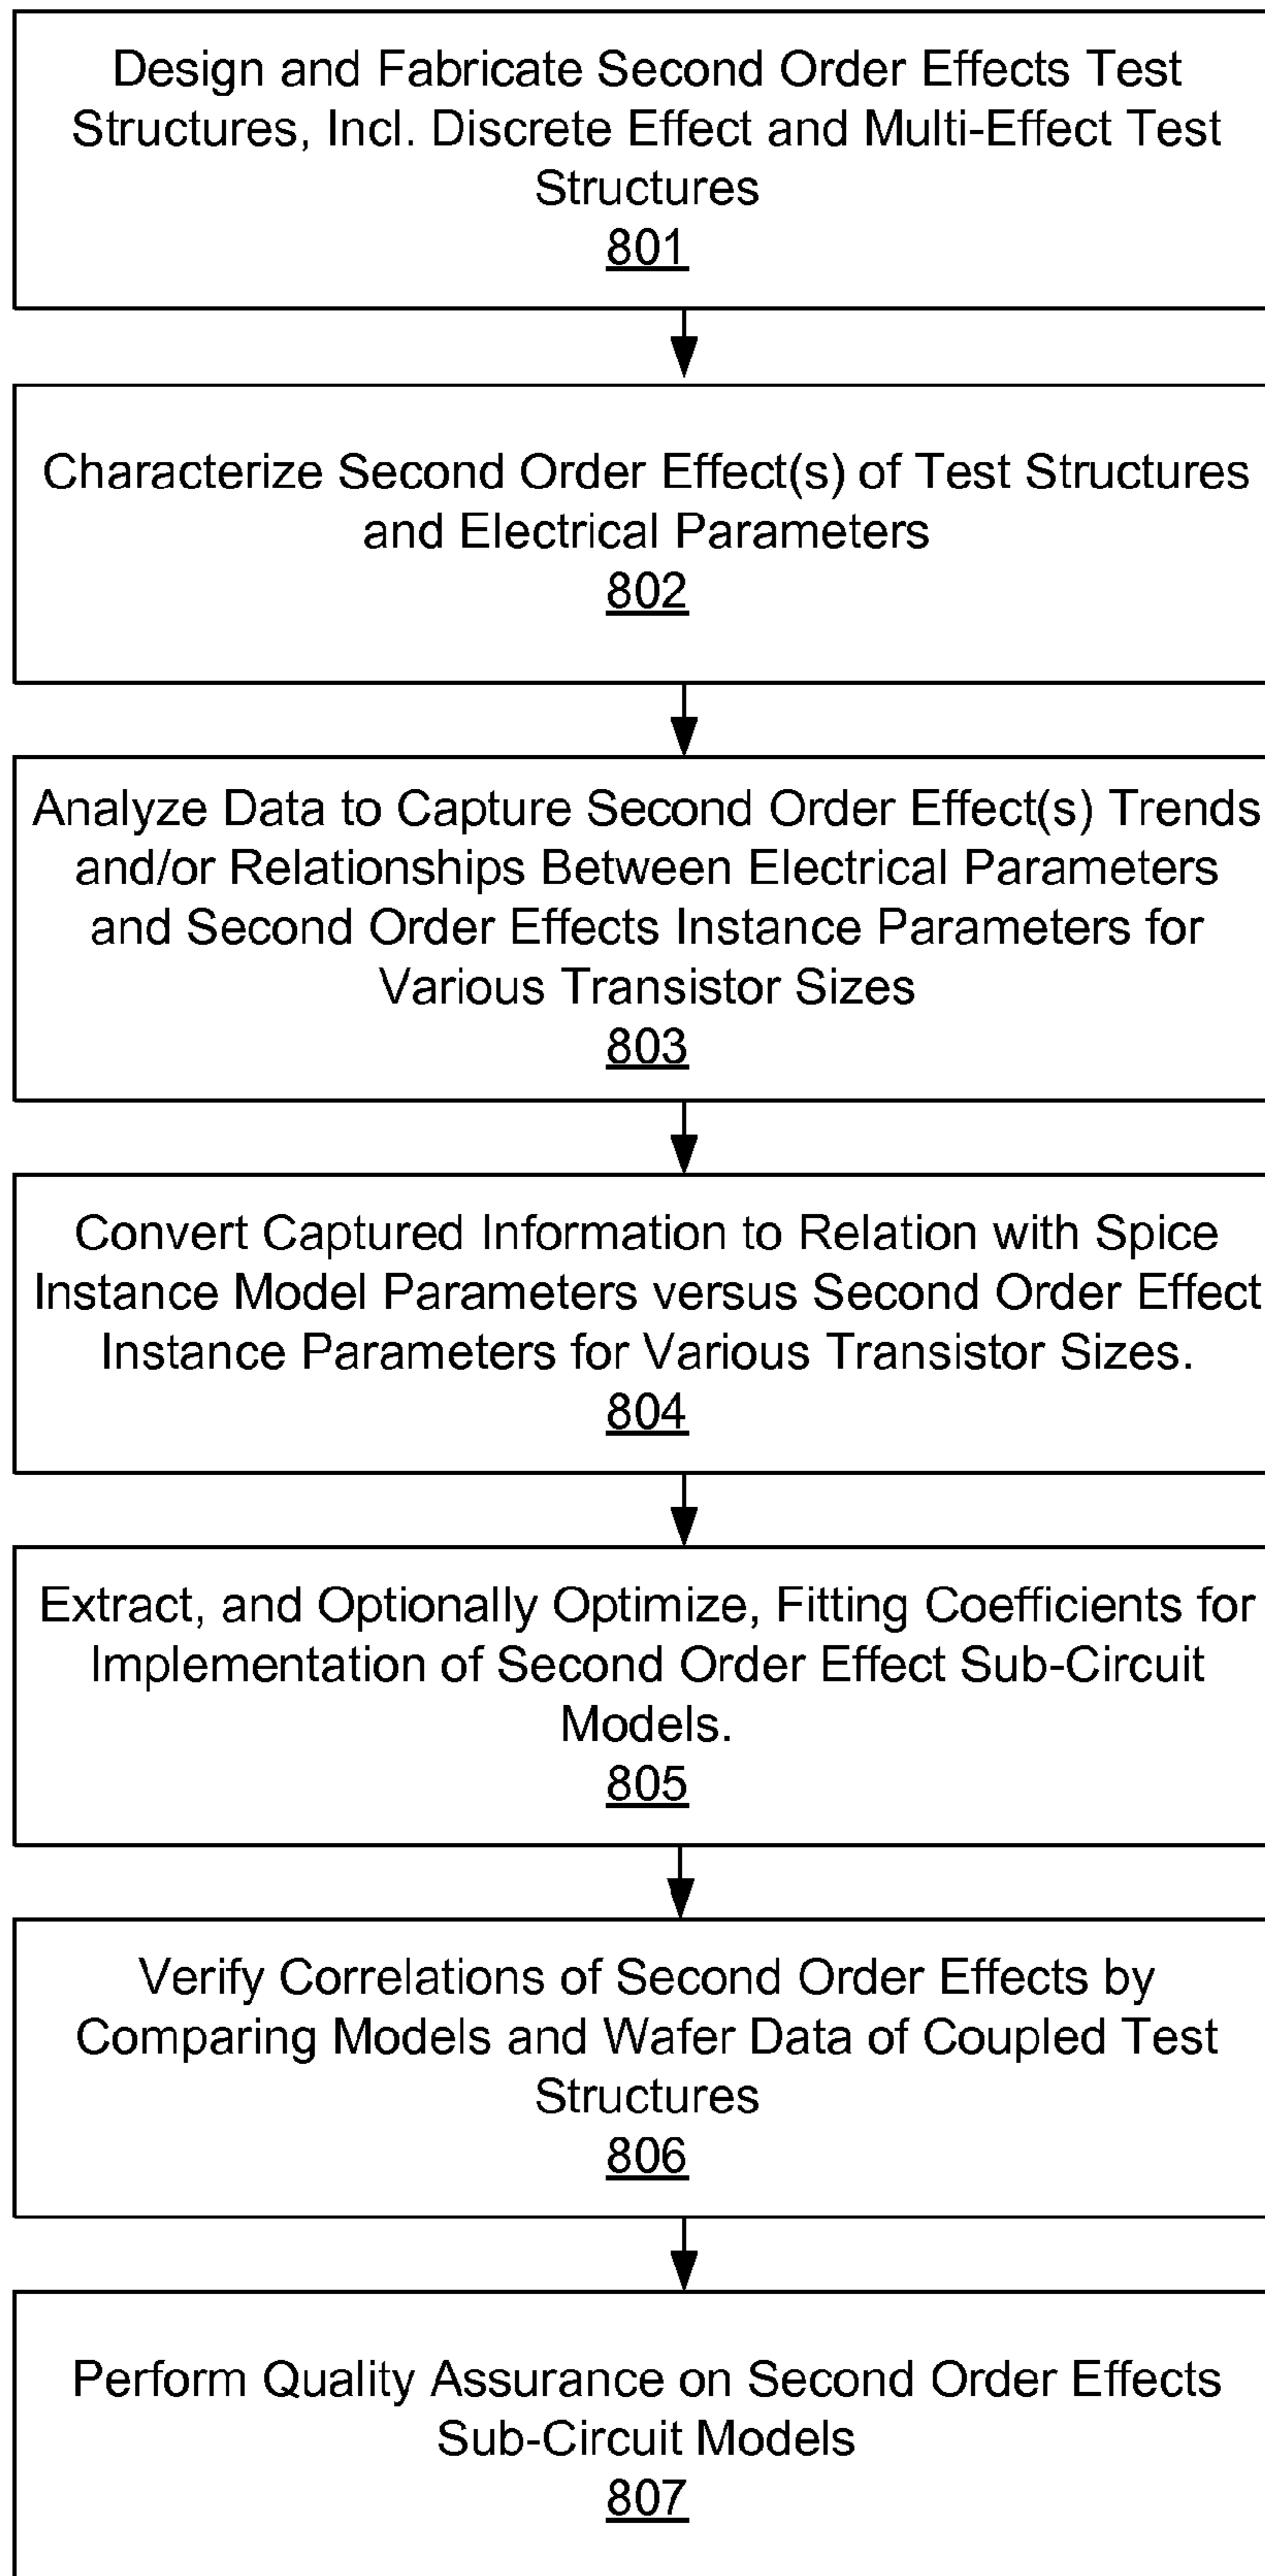 Design and Fabricate Second Order Effects Test
Structures, Incl. Discrete Effect and Multi-Effect Test
Structures
801
Characterize Second Order Effect(s) of Test Structures
and Electrical Parameters
802
Analyze Data to Capture Second Order Effect(s) Trends
and/or Relationships Between Electrical Parameters
and Second Order Effects Instance Parameters for
Various Transistor Sizes
803
Convert Captured Information to Relation with Spice
Instance Model Parameters versus Second Order Effect
Instance Parameters for Various Transistor Sizes.
804
Extract, and Optionally Optimize, Fitting Coefficients for
Implementation of Second Order Effect Sub-Circuit
Models.
805
Verify Correlations of Second Order Effects by
Comparing Models and Wafer Data of Coupled Test
Structures
806
Perform Quality Assurance on Second Order Effects
Sub-Circuit Models
807